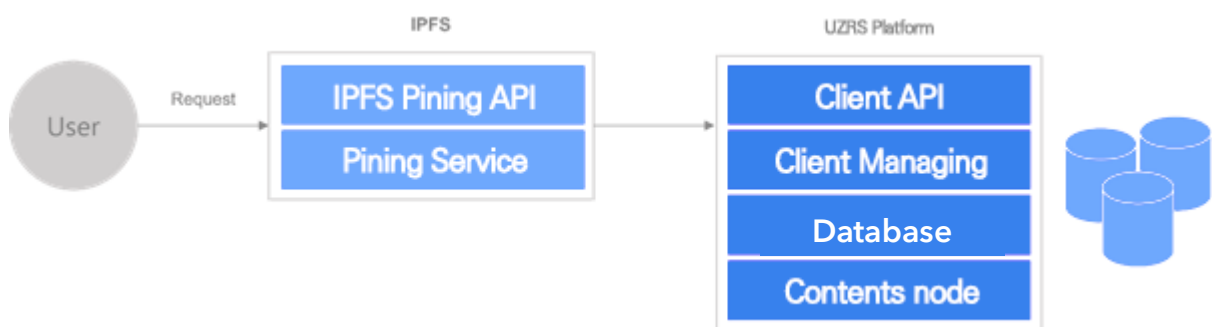 IPFS
UZRS Platform
User
Request
IPFS Pining API
Pining Service
Client API
Client Managing
Database
Contents node